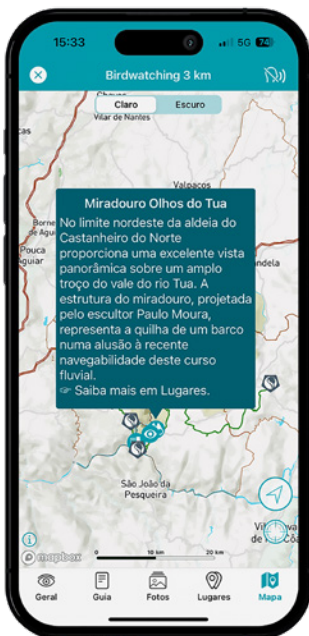 15:33
5G 74
Birdwatching 3 km
Claro Escuro
Chaves
Vilar de Nantes
Valpaços
Miradouro Olhos do Tua
No limite nordeste da aldeia do
Castanheiro do Norte
proporciona uma excelente vista
panorâmica sobre um amplo
troço do vale do rio Tua. A
estrutura do miradouro, projetada
pelo escultor Paulo Moura,
representa a quilha de um barco
numa alusão à recente
navegabilidade deste curso
fluvial.
☞ Saiba mais em Lugares.
São João da
Pesqueira
mapbox
0 10 km 20 km
Geral Guia Fotos Lugares Mapa